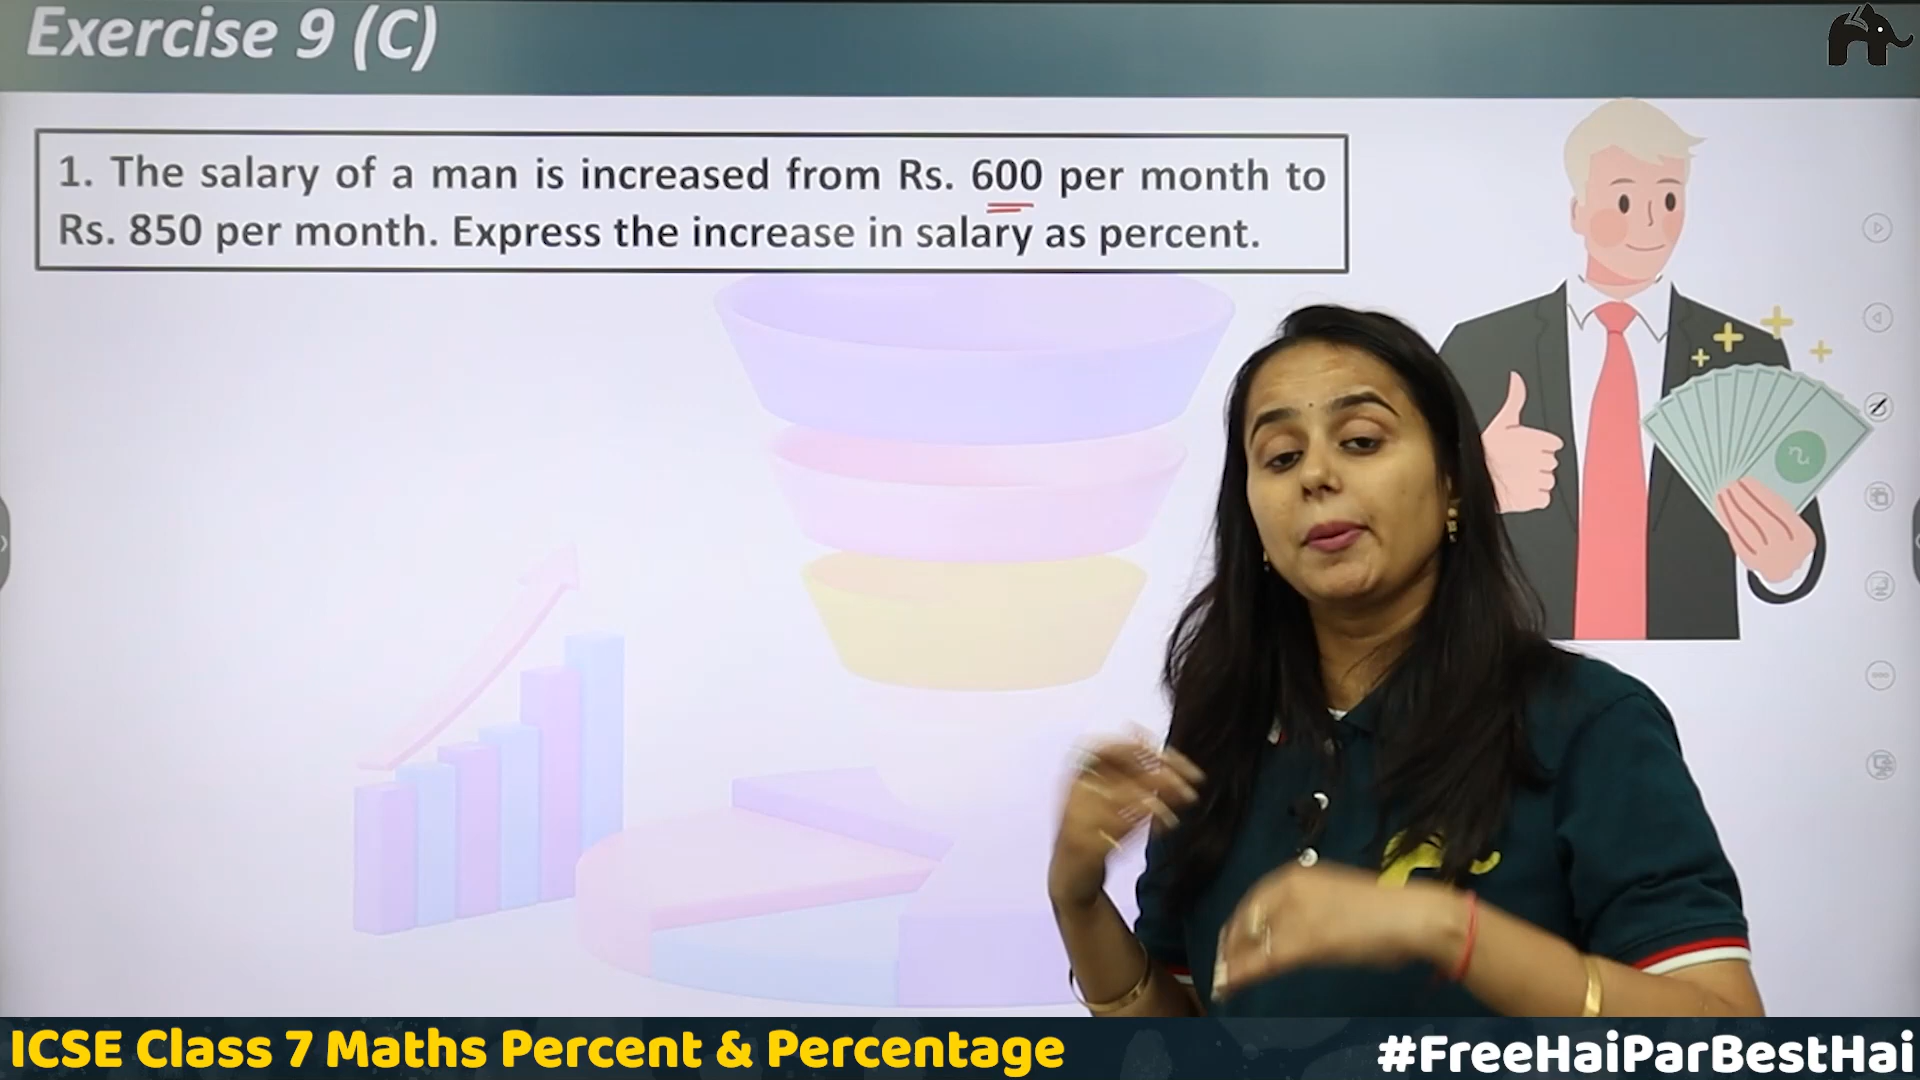 Exercise 9 (C)
1. The salary of a man is increased from Rs. 600 per month to
Rs. 850 per month. Express the increase in salary as percent.
ICSE Class 7 Maths Percent & Percentage
#FreeHaiParBestHai